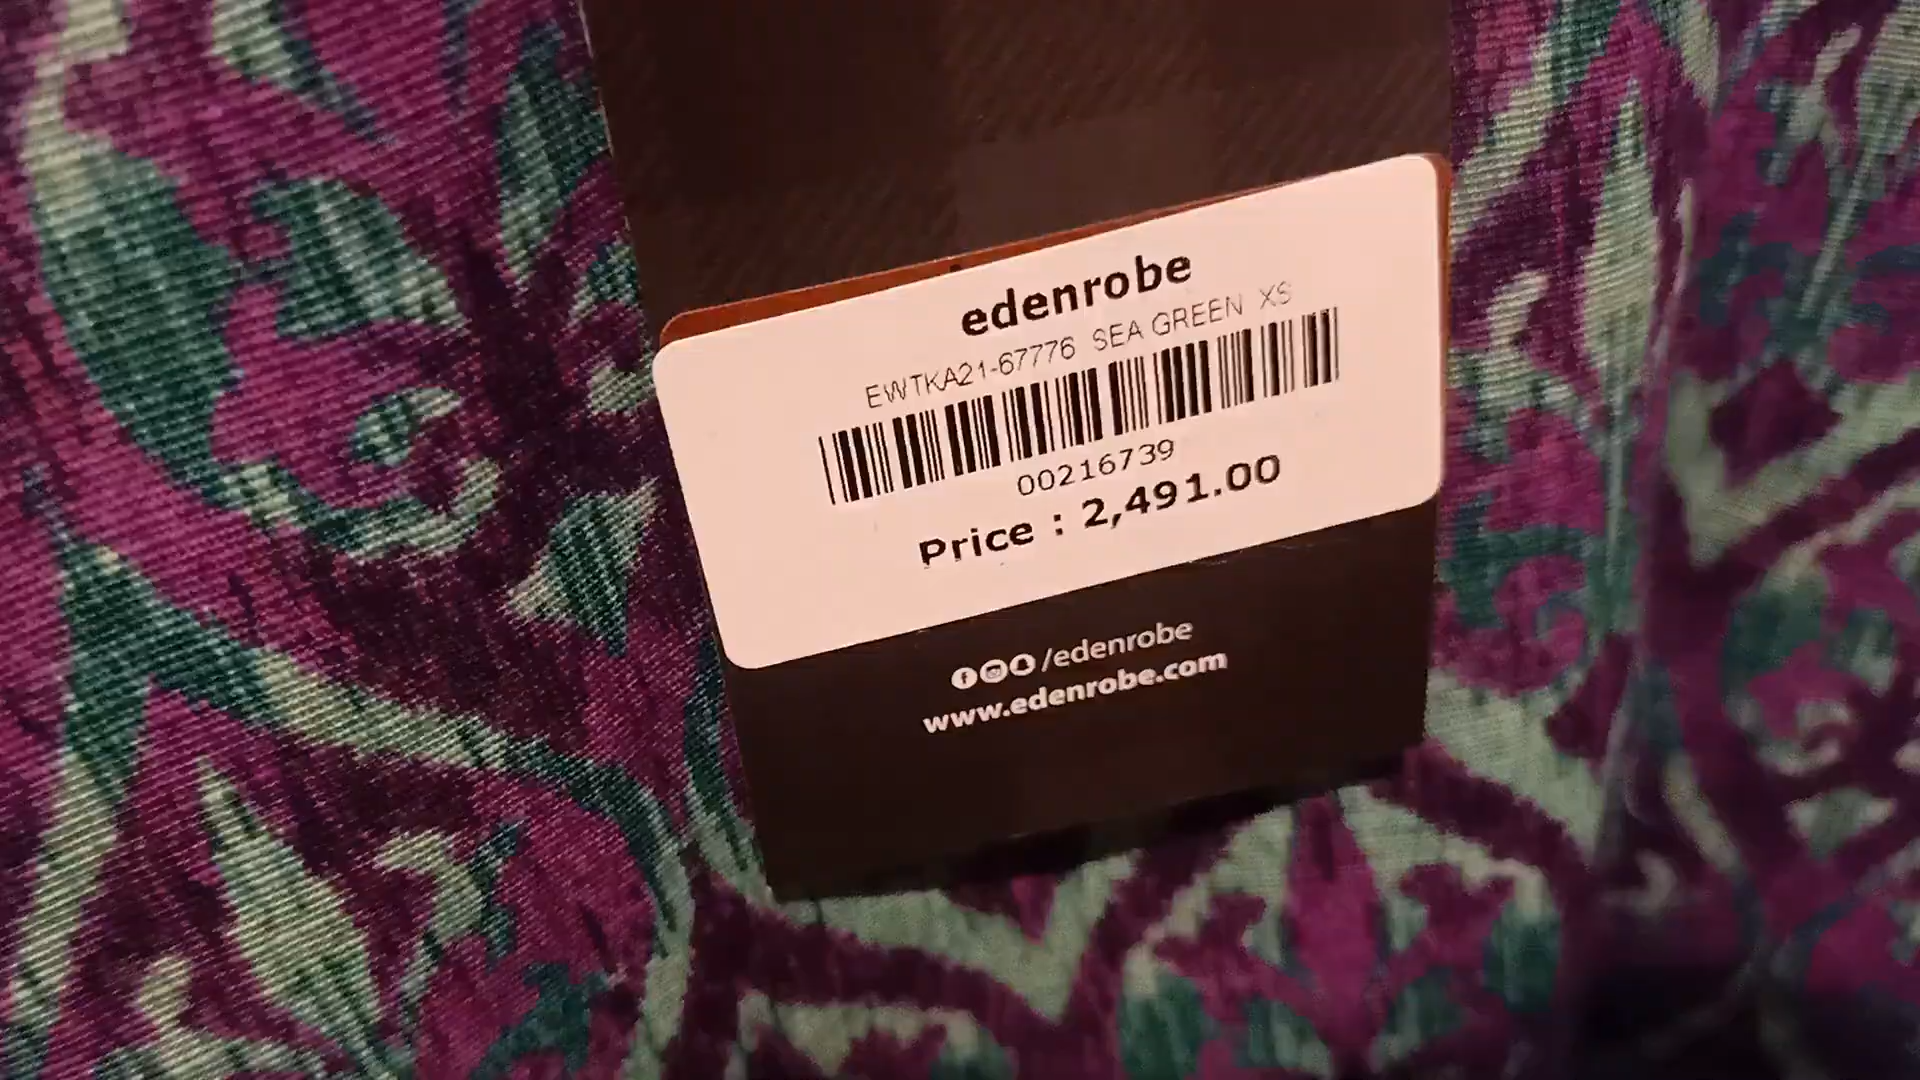 edenrobe
EWTKA21-67776 SEA GREEN XS
00216739
Price : 2,491.00
/edenrobe
www.edenrobe.com